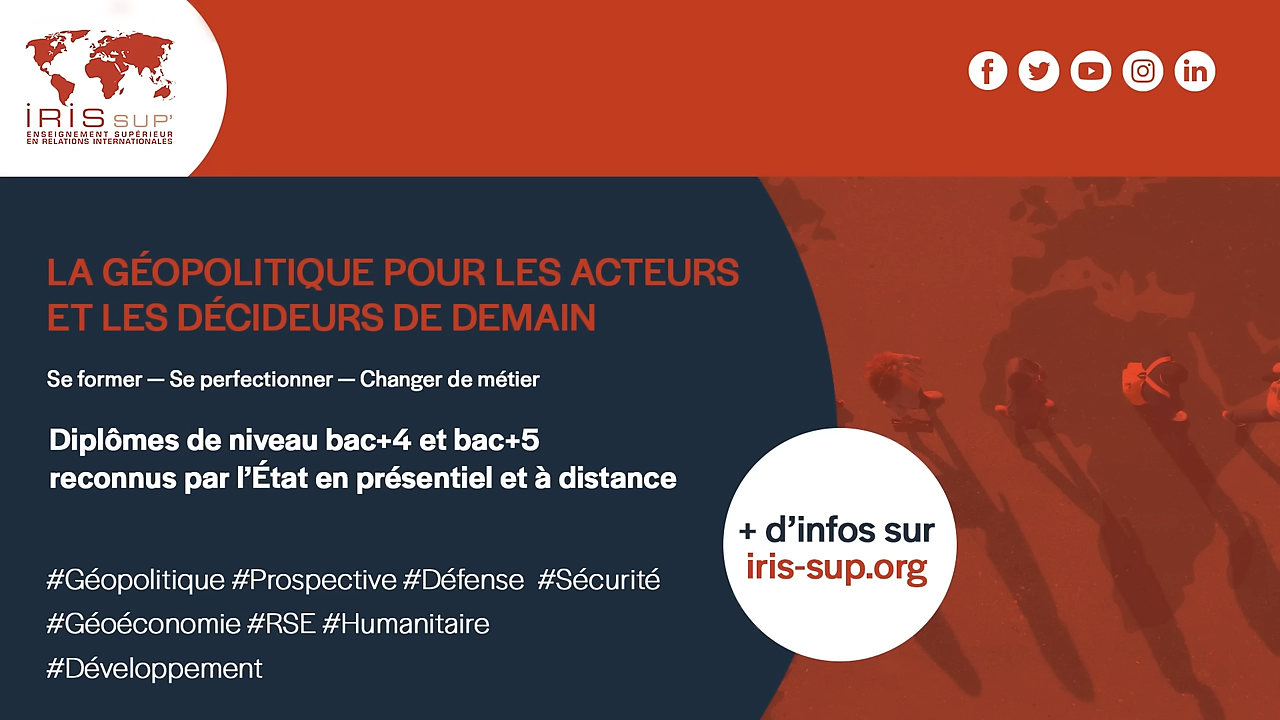 iRiS SUP'
ENSEIGNEMENT SUPÉRIEUR
EN RELATIONS INTERNATIONALES
LA GÉOPOLITIQUE POUR LES ACTEURS
ET LES DÉCIDEURS DE DEMAIN
Se former — Se perfectionner — Changer de métier
Diplômes de niveau bac+4 et bac+5
reconnus par l'État en présentiel et à distance
+ d'infos sur
iris-sup.org
#Géopolitique #Prospective #Défense #Sécurité
#Géoéconomie #RSE #Humanitaire
#Développement